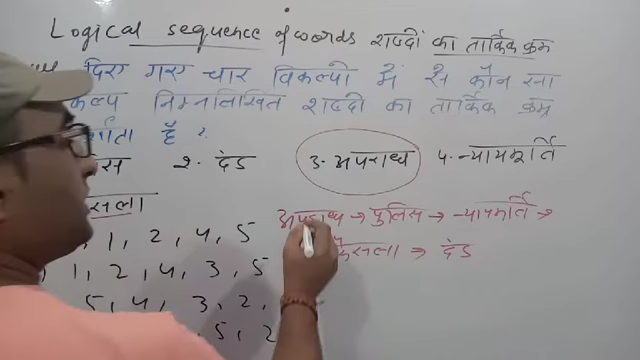 Logical sequence of words शब्दों का तार्किक क्रम
दिए गए चार विकल्पो में से कौन सा
कल्प निम्नलिखित शब्दो का तार्किक क्रम
र्शाता है ?
स 2. दंड 3. अपराध 4. न्यायमूर्ति
सला
अपराध → पुलिस → न्यायमूर्ति →
फैसला → दंड
, 1, 2, 4, 5
1, 2, 4, 3, 5
5, 4, 3, 2,
, 5, 2